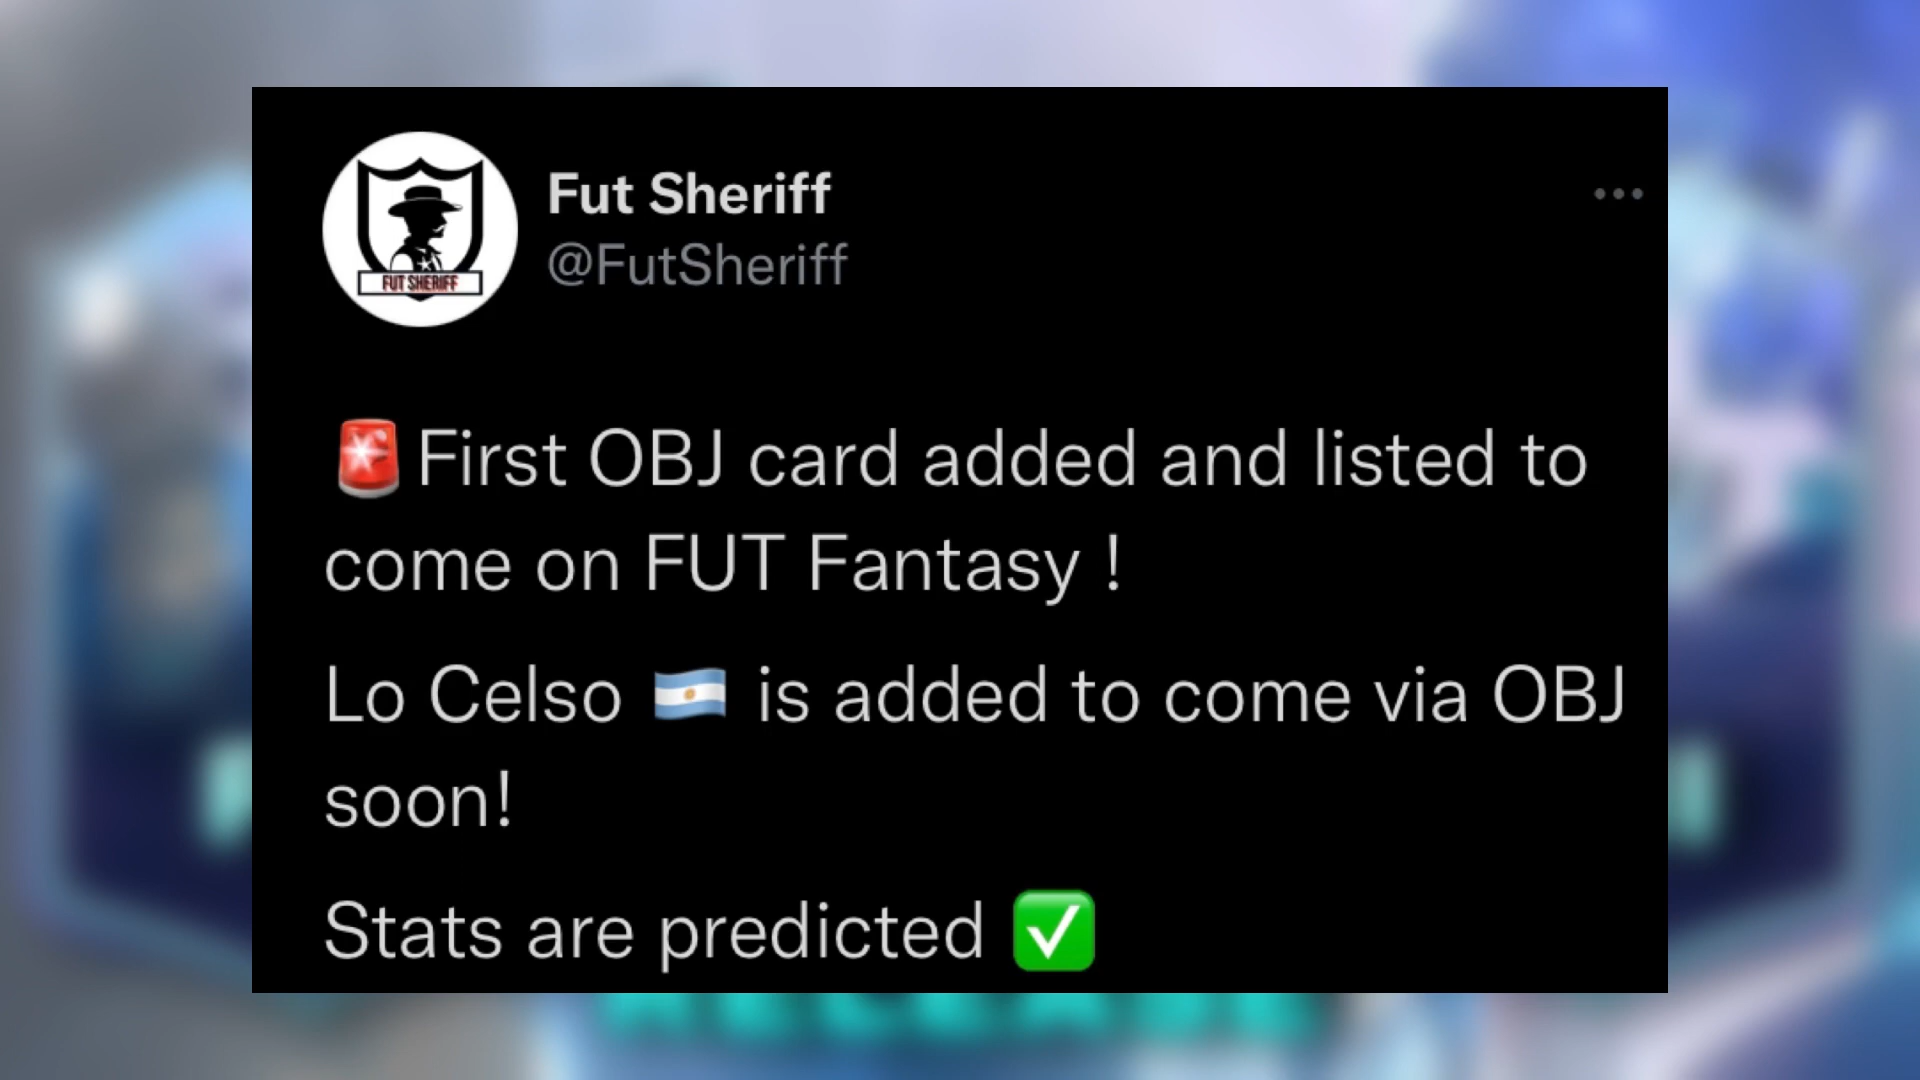 Fut Sheriff
@FutSheriff
FUT SHERIFF
🚨First OBJ card added and listed to
come on FUT Fantasy !
Lo Celso 🇦🇷 is added to come via OBJ
soon!
Stats are predicted ✅